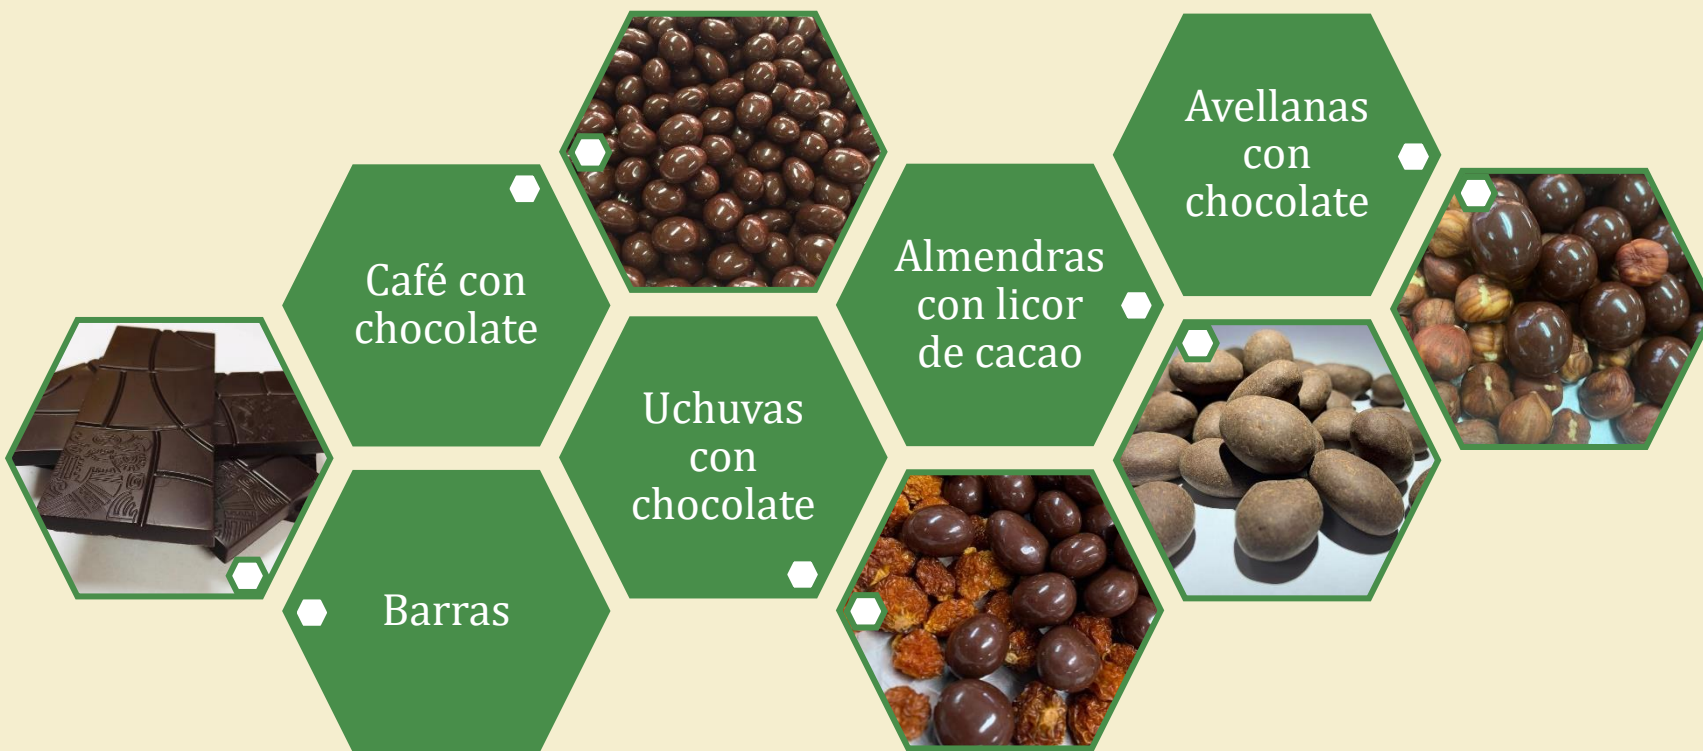 Café con
chocolate
Barras
Uchuvas
con
chocolate
Almendras
con licor
de cacao
Avellanas
con
chocolate